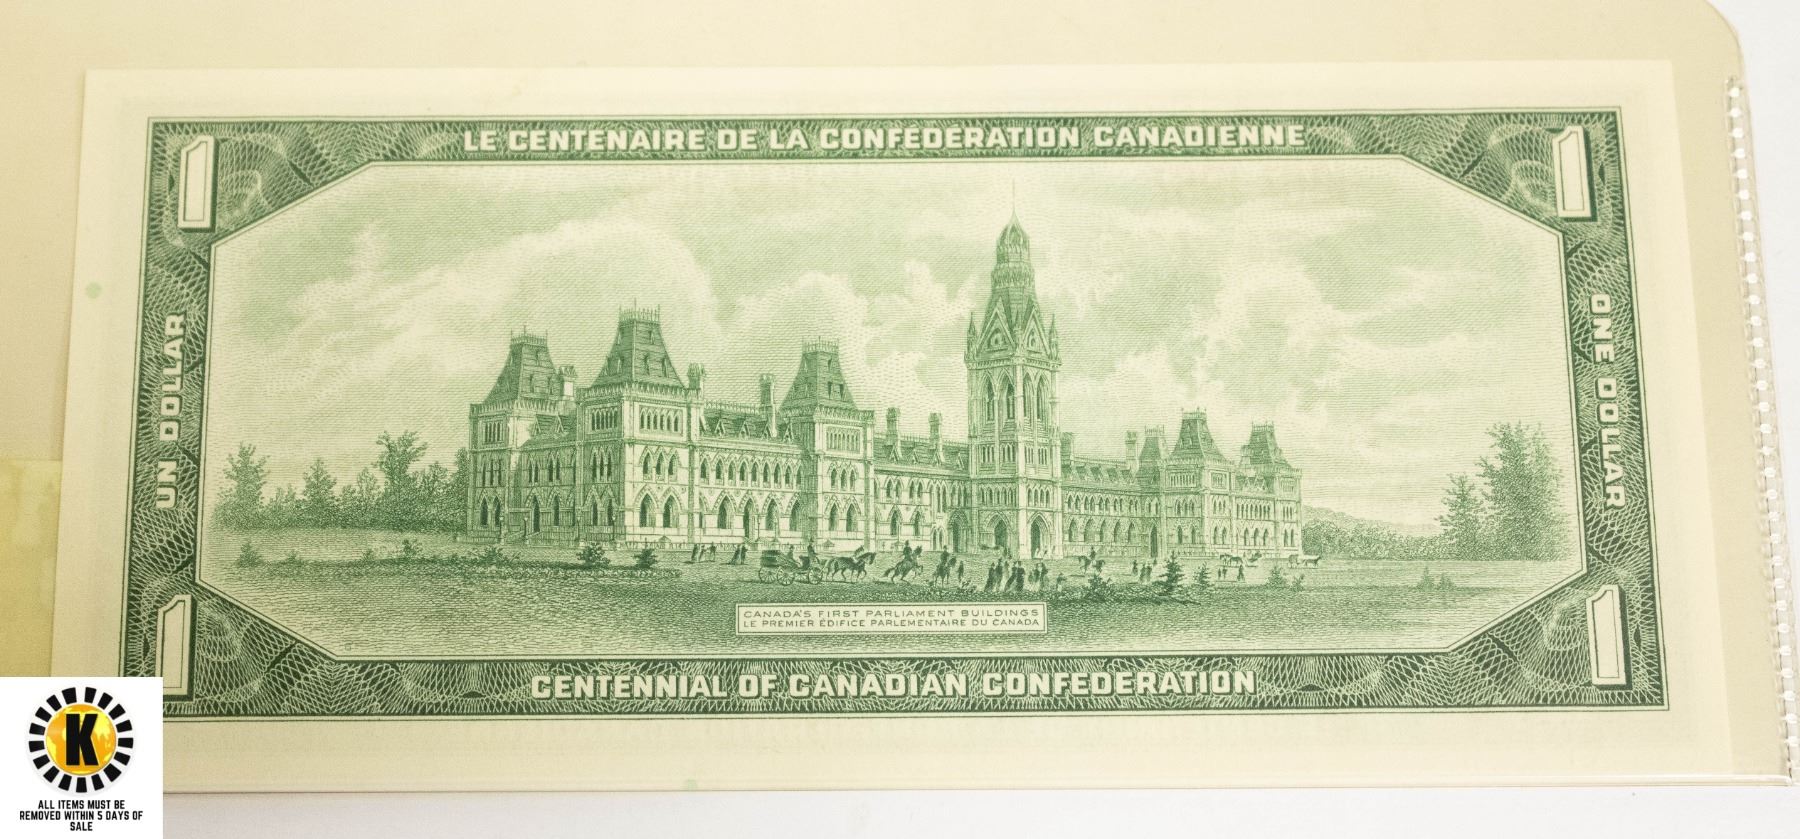 LE CENTENAIRE DE LA CONFEDERATION CANADIENNE
1
1
UN DOLLAR
ONE DOLLAR
CANADA'S FIRST PARLIAMENT BUILDINGS
LE PREMIER ÉDIFICE PARLEMENTAIRE DU CANADA
1
1
CENTENNIAL OF CANADIAN CONFEDERATION
K
ALL ITEMS MUST BE
REMOVED WITHIN 5 DAYS OF
SALE